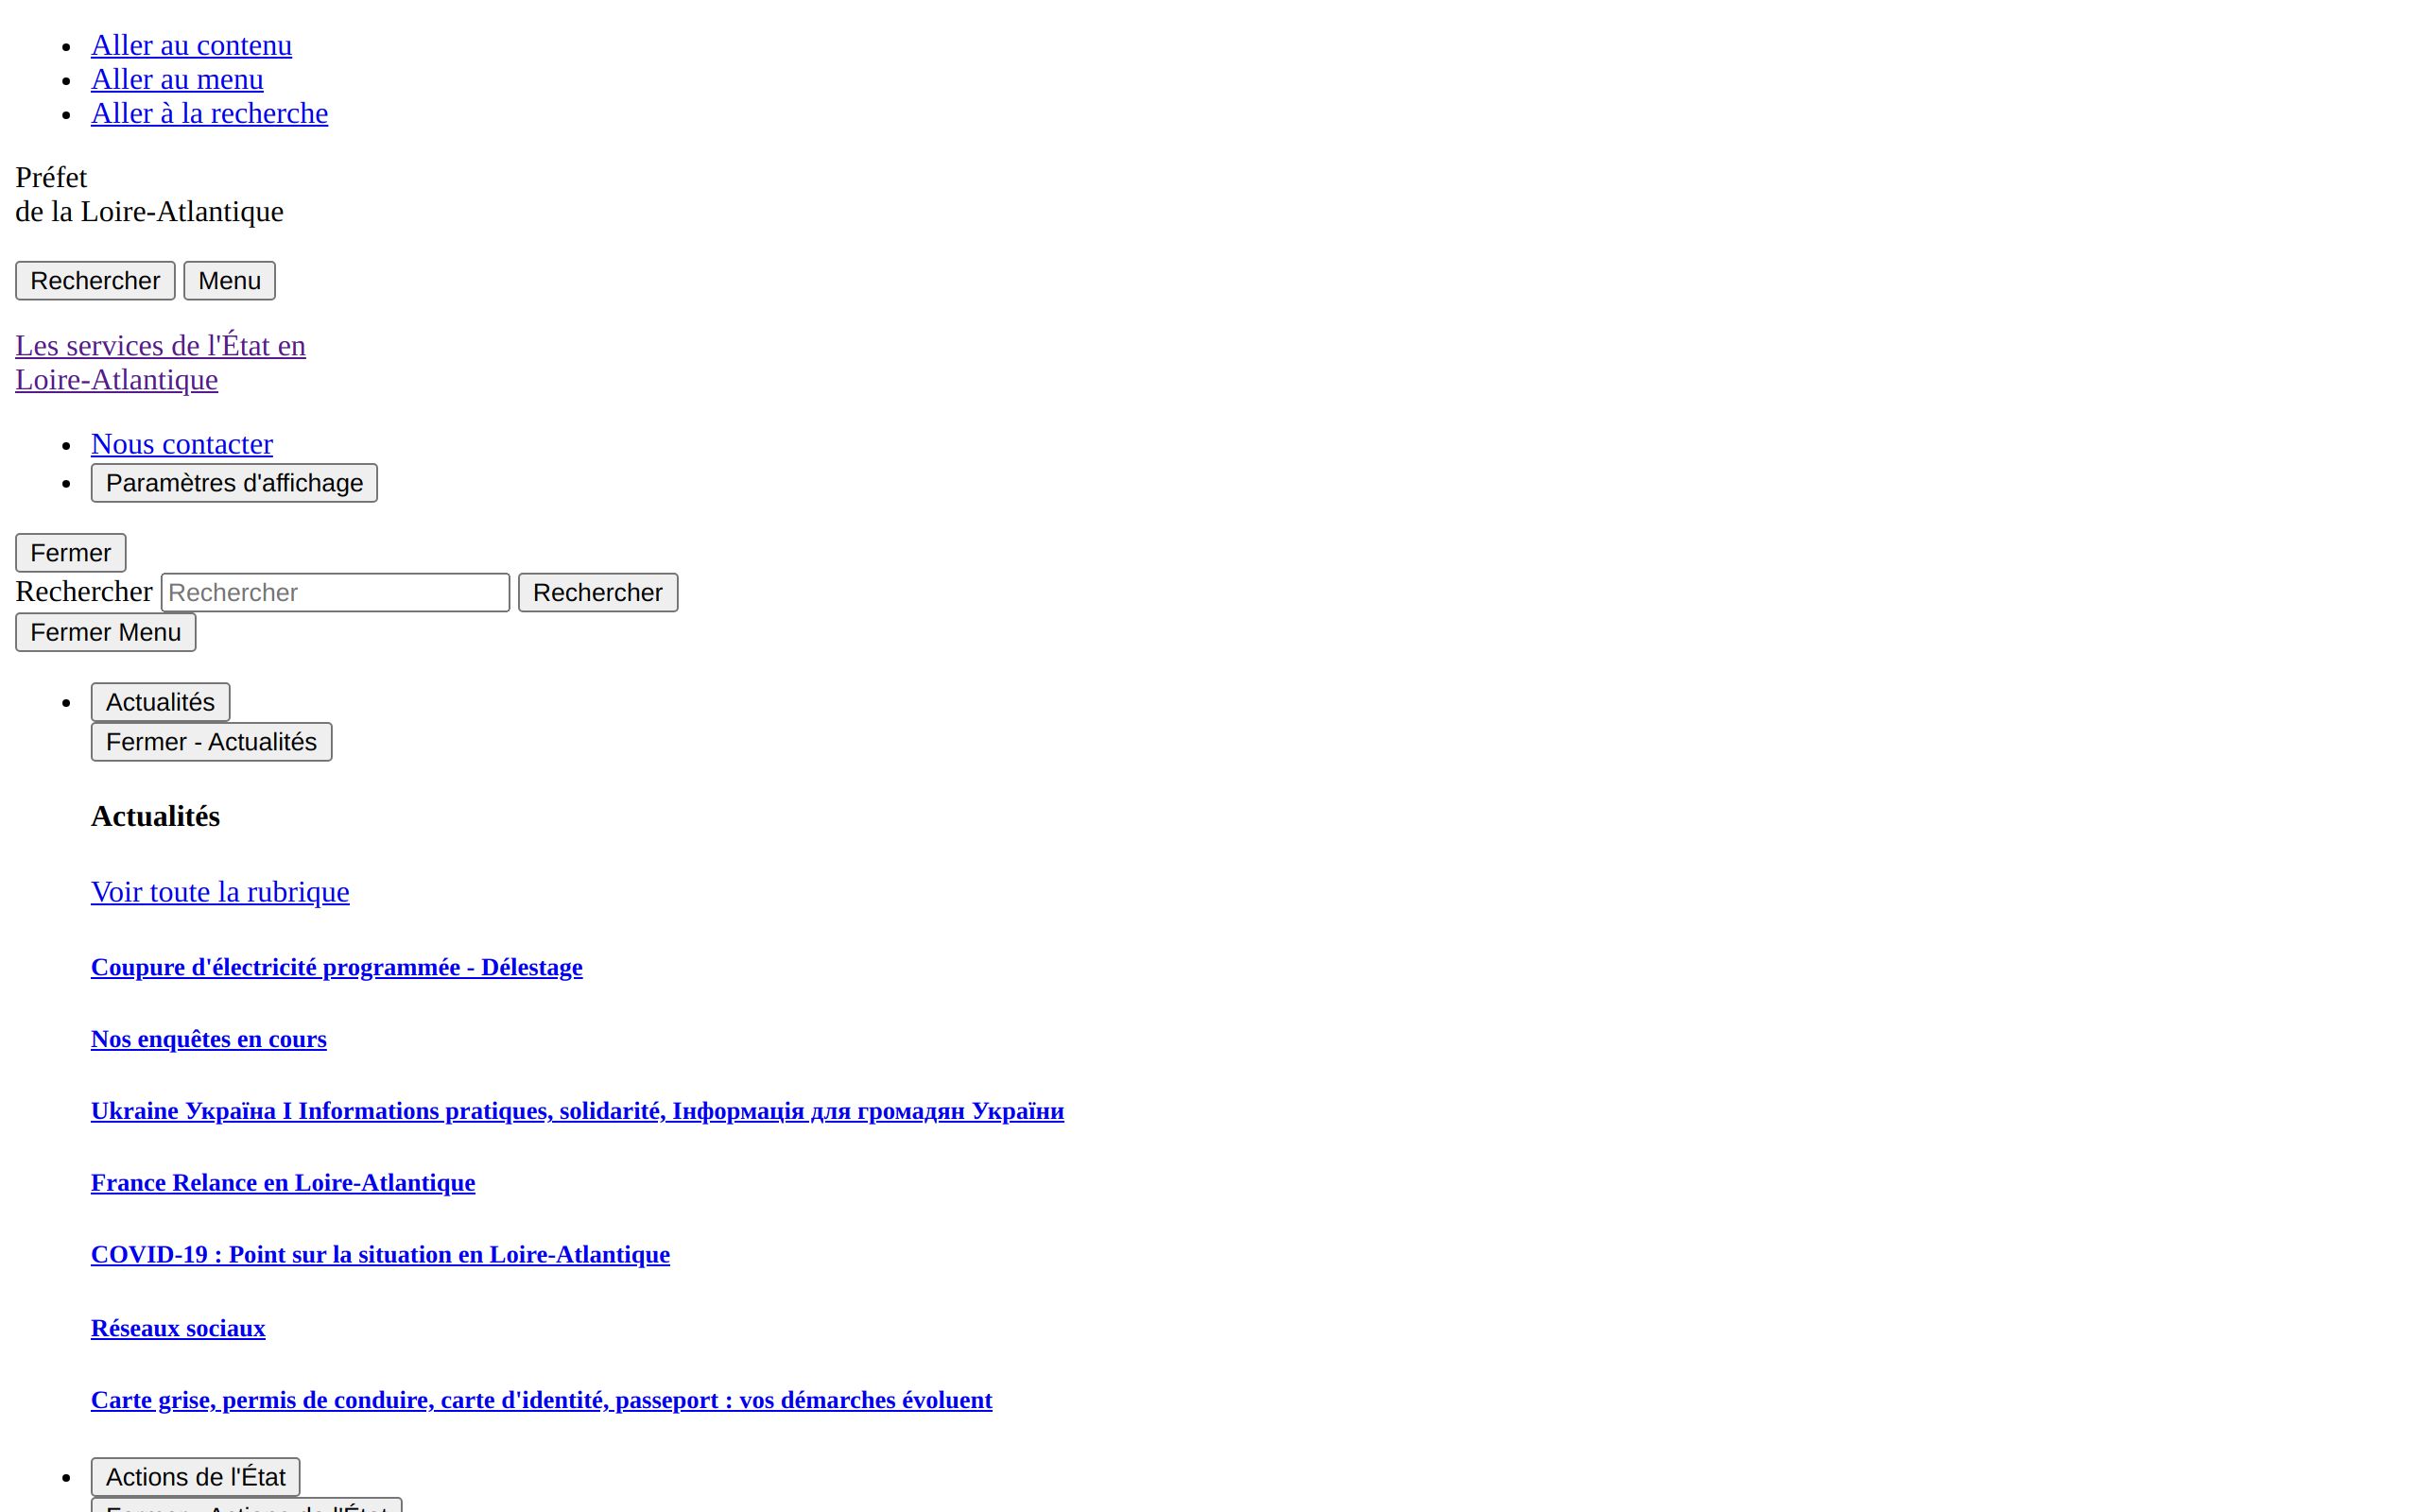 Aller au contenu
Aller au menu
Aller à la recherche
Préfet
de la Loire-Atlantique
Rechercher Menu
Les services de l'État en
Loire-Atlantique
Nous contacter
Paramètres d'affichage
Fermer
Rechercher Rechercher Rechercher
Fermer Menu
Actualités
Fermer - Actualités
Actualités
Voir toute la rubrique
Coupure d'électricité programmée - Délestage
Nos enquêtes en cours
Ukraine Україна I Informations pratiques, solidarité, Інформація для громадян України
France Relance en Loire-Atlantique
COVID-19 : Point sur la situation en Loire-Atlantique
Réseaux sociaux
Carte grise, permis de conduire, carte d'identité, passeport : vos démarches évoluent
Actions de l'État
Fermer - Actions de l'État